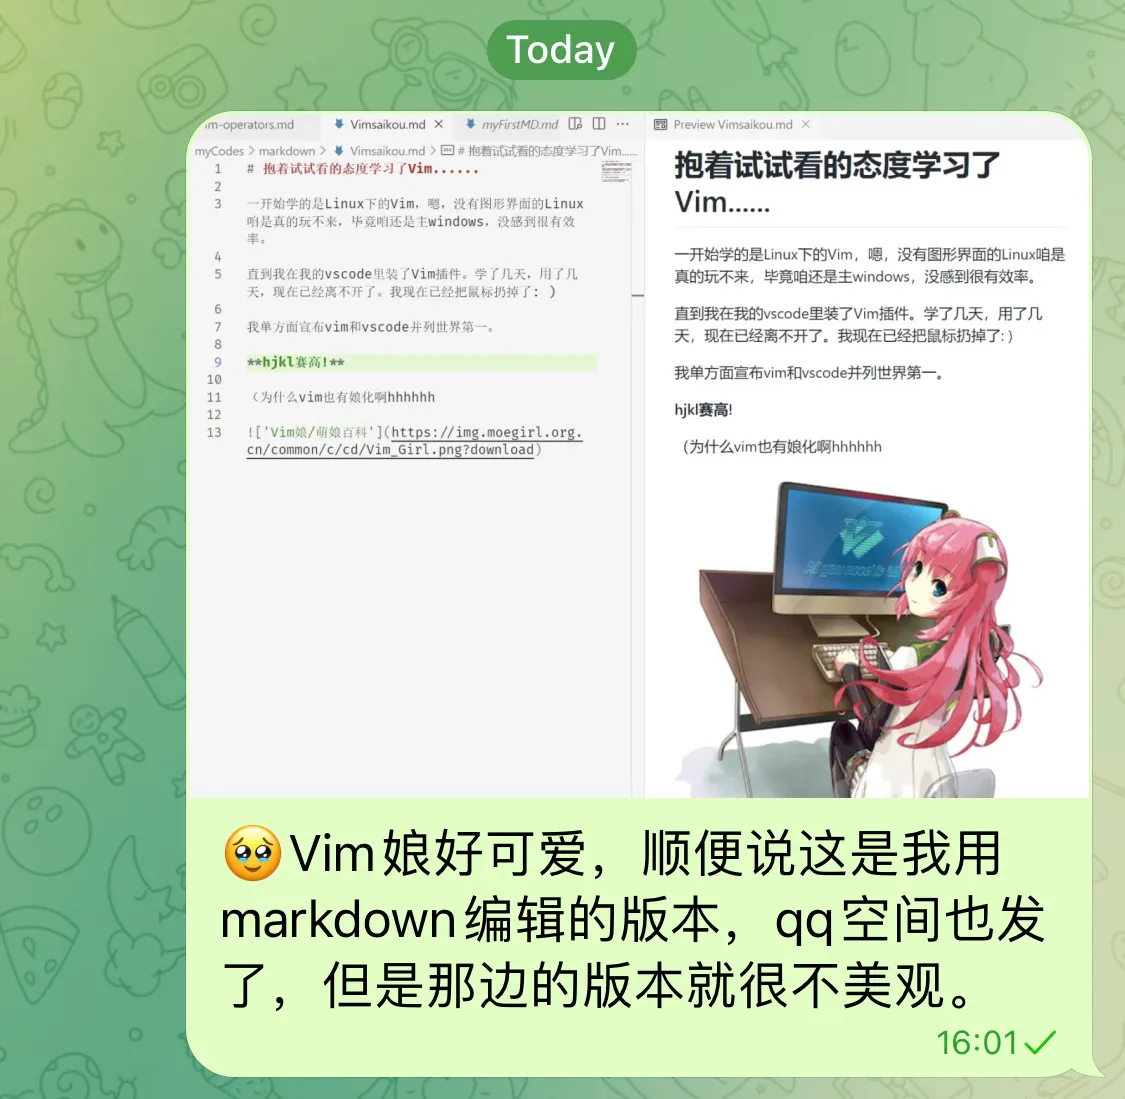 Today
im-operators.md Vimsaikou.md myFirstMD.md
myCodes > markdown > Vimsaikou.md > # 抱着试试看的态度学习了Vim......
1 # 抱着试试看的态度学习了Vim......
2
3 一开始学的是Linux下的Vim，嗯，没有图形界面的Linux
咱是真的玩不来，毕竟咱还是主windows，没感到很有效
率。
4
5 直到我在我的vscode里装了Vim插件。学了几天，用了几
天，现在已经离不开了。我现在已经把鼠标扔掉了: )
6
7 我单方面宣布vim和vscode并列世界第一。
8
9 **hjkl赛高!**
10
11 （为什么vim也有娘化啊hhhhhh
12
13 !['Vim娘/萌娘百科'](https://img.moegirl.org.
cn/common/c/cd/Vim_Girl.png?download)
Preview Vimsaikou.md
抱着试试看的态度学习了
Vim......
一开始学的是Linux下的Vim，嗯，没有图形界面的Linux咱是
真的玩不来，毕竟咱还是主windows，没感到很有效率。
直到我在我的vscode里装了Vim插件。学了几天，用了几
天，现在已经离不开了。我现在已经把鼠标扔掉了: )
我单方面宣布vim和vscode并列世界第一。
hjkl赛高!
（为什么vim也有娘化啊hhhhhh
🥹Vim娘好可爱，顺便说这是我用
markdown编辑的版本，qq空间也发
了，但是那边的版本就很不美观。
16:01